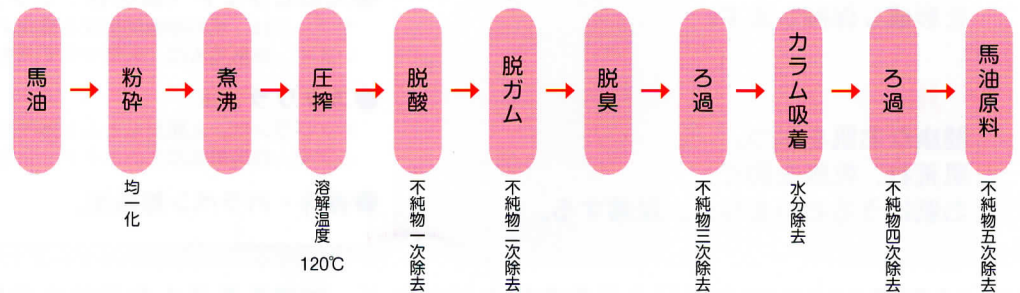 馬油
粉砕
煮沸
圧搾
脱酸
脱ガム
脱臭
ろ過
カラム吸着
ろ過
馬油原料
均一化
溶解温度
120℃
不純物一次除去
不純物二次除去
不純物三次除去
水分除去
不純物四次除去
不純物五次除去